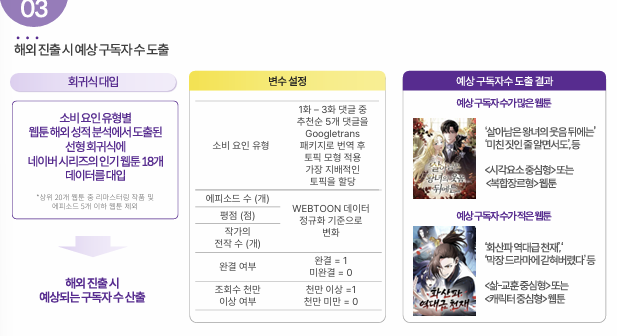 03
해외 진출 시 예상 구독자 수 도출
회귀식 대입
소비 요인 유형별
웹툰 해외 성적 분석에서 도출된
선형 회귀식에
네이버 시리즈의 인기 웹툰 18개
데이터를 대입
*상위 20개 웹툰 중 리마스터링 작품 및
에피소드 5개 이하 웹툰 제외
해외 진출 시
예상되는 구독자 수 산출
변수 설정
소비 요인 유형
1화 – 3화 댓글 중
추천순 5개 댓글을
Googletrans
패키지로 번역 후
토픽 모형 적용
가장 지배적인
토픽을 할당
에피소드 수 (개)
평점 (점)
작가의
전작 수 (개)
WEBTOON 데이터
정규화 기준으로
변화
완결 여부
완결 = 1
미완결 = 0
조회수 천만
이상 여부
천만 이상 =1
천만 미만 = 0
예상 구독자수 도출 결과
예상 구독자 수가 많은 웹툰
'살아남은 왕녀의 웃음 뒤에는'
'미친 짓인 줄 알면서도', 등
<시각요소 중심형> 또는
<복합장르형> 웹툰
예상 구독자 수가 적은 웹툰
'화산파 역대급 천재',
'막장 드라마에 갇혀버렸다' 등
<삶-교훈 중심형> 또는
<캐릭터 중심형> 웹툰
화산파
역대급 천재